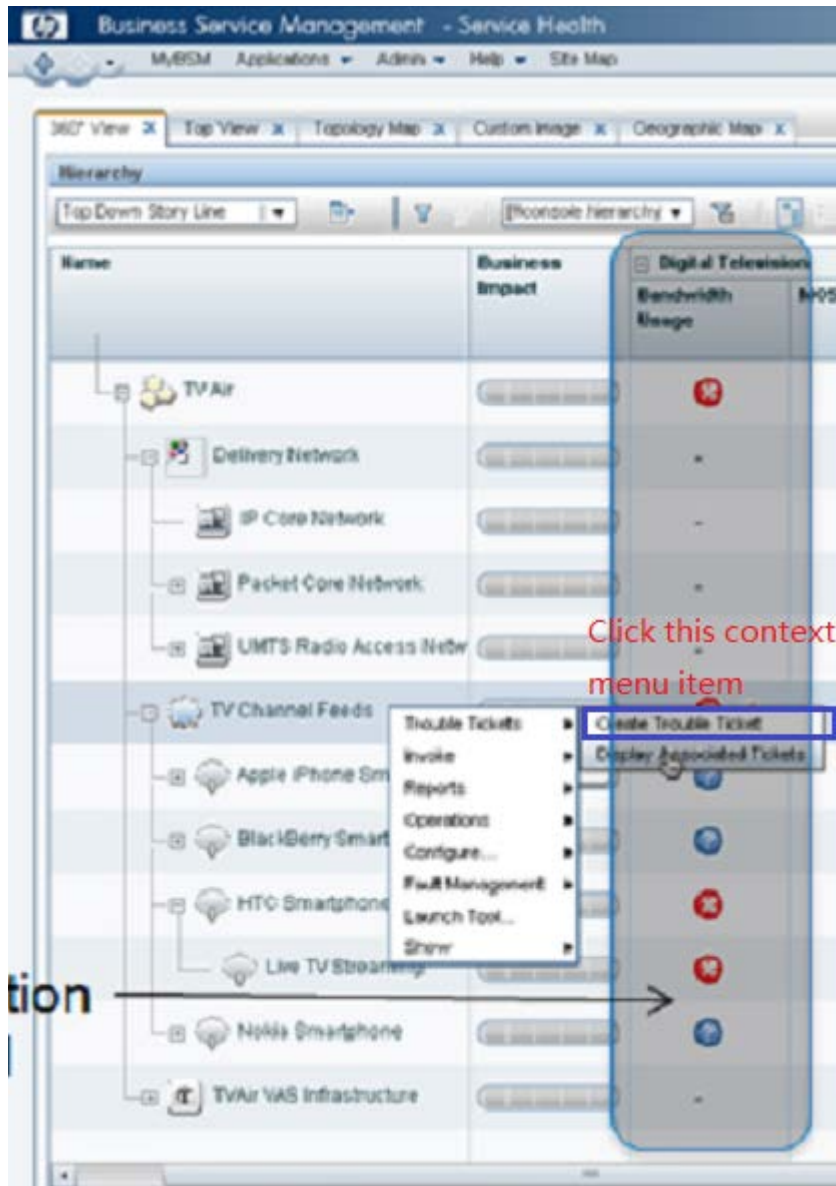 hp Business Service Management - Service Health
MyBSM Applications Admin Help Site Map
360° View X Top View X Topology Map X Custom Image X Geographic Map X
Hierarchy
Top Down Story Line hierarchy
Name Business Impact Digital Television
Bandwidth Usage
TV Air
Delivery Network -
IP Core Network -
Packet Core Network -
UMTS Radio Access Netw
Click this context
menu item
TV Channel Feeds Trouble Tickets Create Trouble Ticket
Invoke Display Associated Tickets
Apple iPhone Sm Reports
Operations
BlackBerry Smart Configure...
Fault Management
HTC Smartphone Launch Tool...
Show
Live TV Streaming
tion
Nokia Smartphone
TVAir VAS Infrastructure -